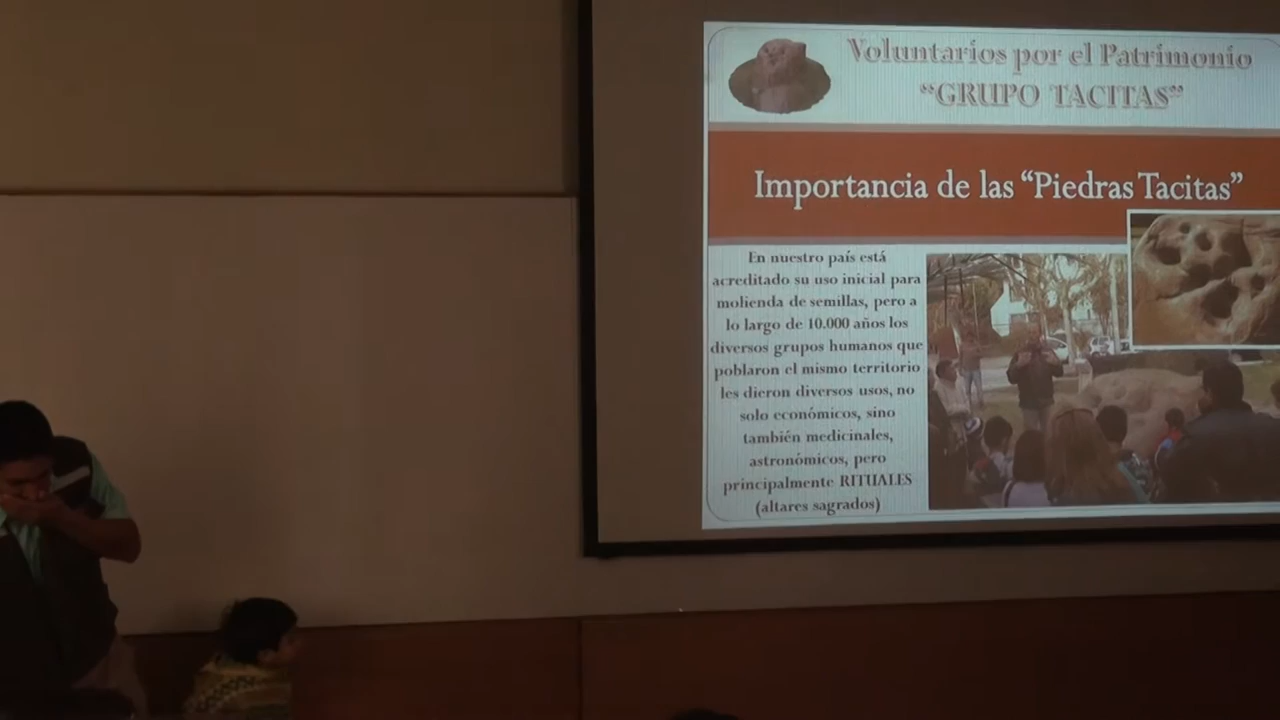 Voluntarios por el Patrimonio
“GRUPO TACITAS”
Importancia de las “Piedras Tacitas”
En nuestro país está
acreditado su uso inicial para
molienda de semillas, pero a
lo largo de 10.000 años los
diversos grupos humanos que
poblaron el mismo territorio
les dieron diversos usos, no
solo económicos, sino
también medicinales,
astronómicos, pero
principalmente RITUALES
(altares sagrados)